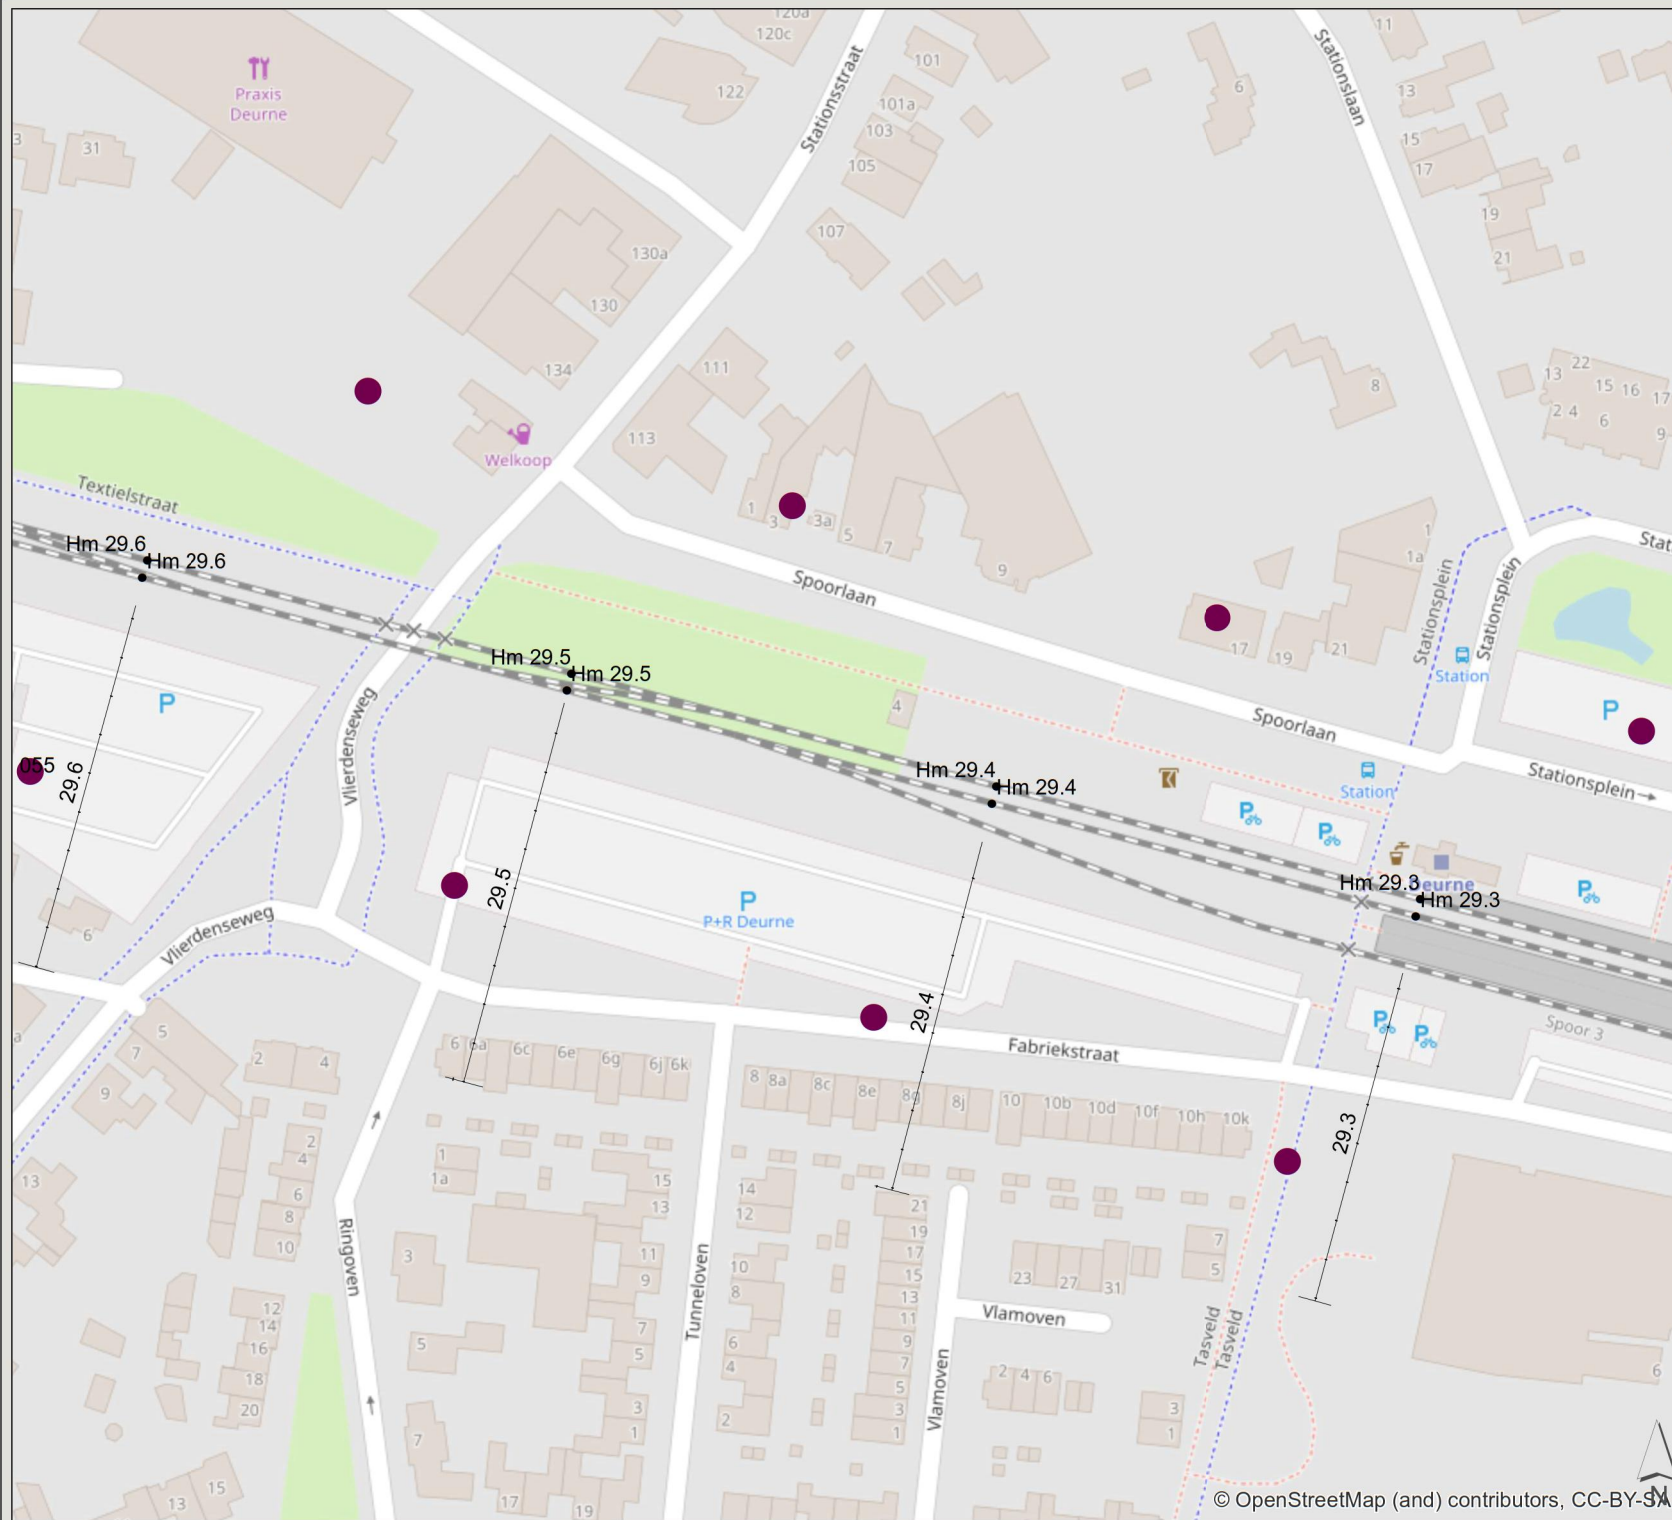 120a
120c
101
122
101a
103
105
107
Stationsstraat
Praxis
Deurne
3
31
130a
130
134
111
113
Welkoop
6
Stationslaan
11
13
15
17
19
21
8
13
22
15
16
17
2
4
6
9
Textielstraat
Hm 29.6
Hm 29.6
1
3
3a
5
7
9
Spoorlaan
1
1a
17
19
21
Stationsplein
Stationsplein
Stat
Station
P
Hm 29.5
Hm 29.5
4
P
29.6
055
Vlierdenseweg
Hm 29.4
Hm 29.4
Spoorlaan
Station
Stationsplein
P
P
P
Deurne
Hm 29.3
Hm 29.3
29.5
P
P+R Deurne
6
Vlierdenseweg
29.4
Fabriekstraat
P
P
Spoor 3
29.3
a
5
7
9
2
4
6
6a
6c
6e
6g
6j
6k
8
8a
8c
8e
8g
8j
10
10b
10d
10f
10h
10k
13
2
4
6
8
10
1
1a
15
13
11
9
7
5
3
1
3
5
7
12
14
16
18
20
13
15
17
19
Ringoven
Tunneloven
14
12
10
8
6
4
2
21
19
17
15
13
11
9
7
5
3
1
23
27
31
7
5
Vlamoven
Vlamoven
2
4
6
3
1
Tasveld
Tasveld
6
N
© OpenStreetMap (and) contributors, CC-BY-SA